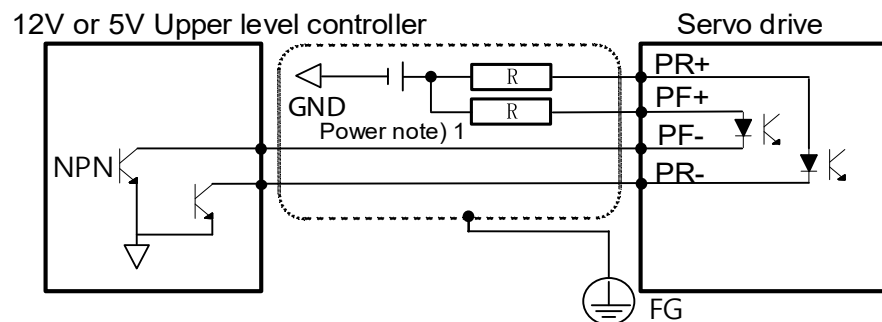 12V or 5V Upper level controller
Servo drive
PR+
R
PF+
GND
R
Power note) 1
PF-
NPN
PR-
FG